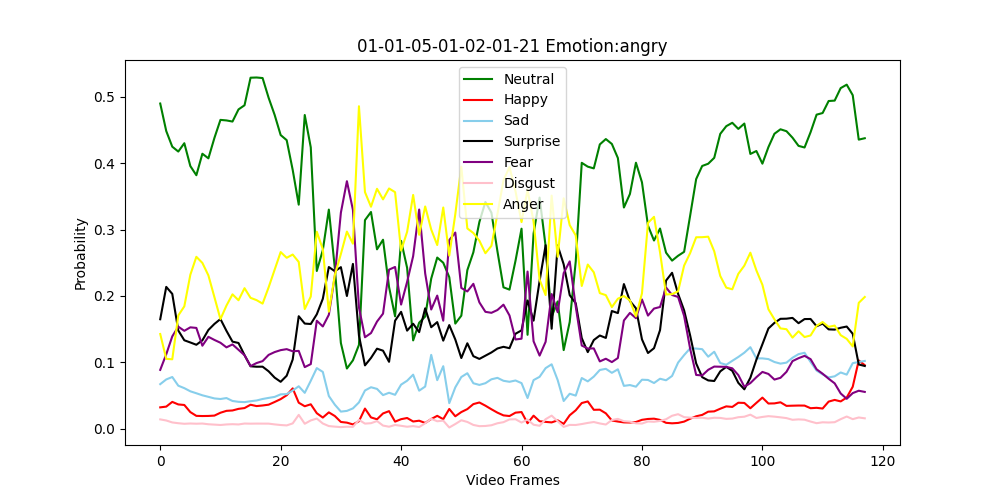 01-01-05-01-02-01-21 Emotion:angry
Neutral
Happy
Sad
Surprise
Fear
Disgust
Anger
Probability
0.5
0.4
0.3
0.2
0.1
0.0
0 20 40 60 80 100 120
Video Frames